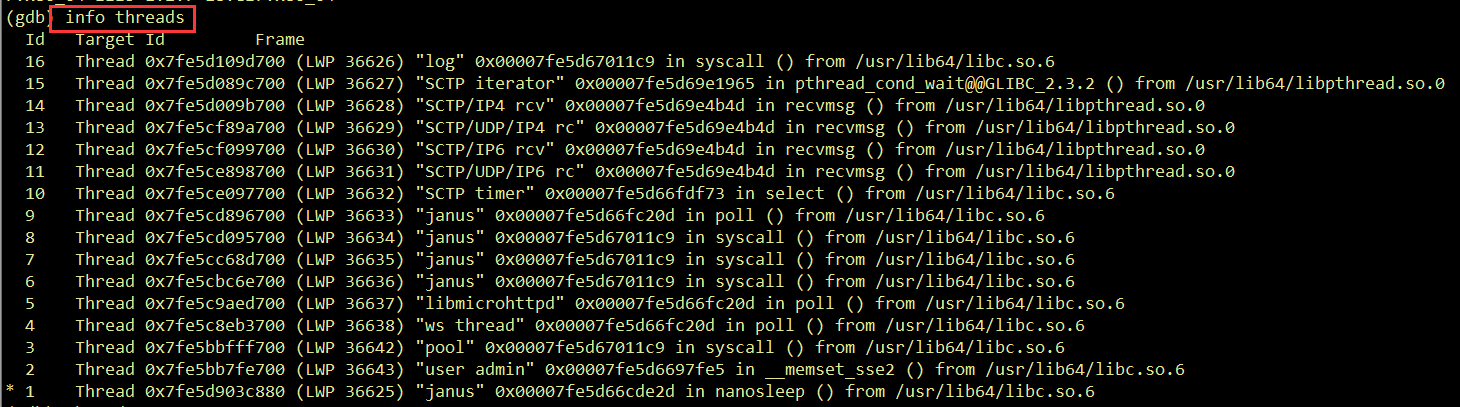 (gdb) info threads
  Id   Target Id         Frame
  16   Thread 0x7fe5d109d700 (LWP 36626) "log" 0x00007fe5d67011c9 in syscall () from /usr/lib64/libc.so.6
  15   Thread 0x7fe5d089c700 (LWP 36627) "SCTP iterator" 0x00007fe5d69e1965 in pthread_cond_wait@@GLIBC_2.3.2 () from /usr/lib64/libpthread.so.0
  14   Thread 0x7fe5d009b700 (LWP 36628) "SCTP/IP4 rcv" 0x00007fe5d69e4b4d in recvmsg () from /usr/lib64/libpthread.so.0
  13   Thread 0x7fe5cf89a700 (LWP 36629) "SCTP/UDP/IP4 rc" 0x00007fe5d69e4b4d in recvmsg () from /usr/lib64/libpthread.so.0
  12   Thread 0x7fe5cf099700 (LWP 36630) "SCTP/IP6 rcv" 0x00007fe5d69e4b4d in recvmsg () from /usr/lib64/libpthread.so.0
  11   Thread 0x7fe5ce898700 (LWP 36631) "SCTP/UDP/IP6 rc" 0x00007fe5d69e4b4d in recvmsg () from /usr/lib64/libpthread.so.0
  10   Thread 0x7fe5ce097700 (LWP 36632) "SCTP timer" 0x00007fe5d66fdf73 in select () from /usr/lib64/libc.so.6
  9    Thread 0x7fe5cd896700 (LWP 36633) "janus" 0x00007fe5d66fc20d in poll () from /usr/lib64/libc.so.6
  8    Thread 0x7fe5cd095700 (LWP 36634) "janus" 0x00007fe5d67011c9 in syscall () from /usr/lib64/libc.so.6
  7    Thread 0x7fe5cc68d700 (LWP 36635) "janus" 0x00007fe5d67011c9 in syscall () from /usr/lib64/libc.so.6
  6    Thread 0x7fe5cbc6e700 (LWP 36636) "janus" 0x00007fe5d67011c9 in syscall () from /usr/lib64/libc.so.6
  5    Thread 0x7fe5c9aed700 (LWP 36637) "libmicrohttpd" 0x00007fe5d66fc20d in poll () from /usr/lib64/libc.so.6
  4    Thread 0x7fe5c8eb3700 (LWP 36638) "ws thread" 0x00007fe5d66fc20d in poll () from /usr/lib64/libc.so.6
  3    Thread 0x7fe5bbfff700 (LWP 36642) "pool" 0x00007fe5d67011c9 in syscall () from /usr/lib64/libc.so.6
  2    Thread 0x7fe5bb7fe700 (LWP 36643) "user admin" 0x00007fe5d6697fe5 in __memset_sse2 () from /usr/lib64/libc.so.6
* 1    Thread 0x7fe5d903c880 (LWP 36625) "janus" 0x00007fe5d66cde2d in nanosleep () from /usr/lib64/libc.so.6